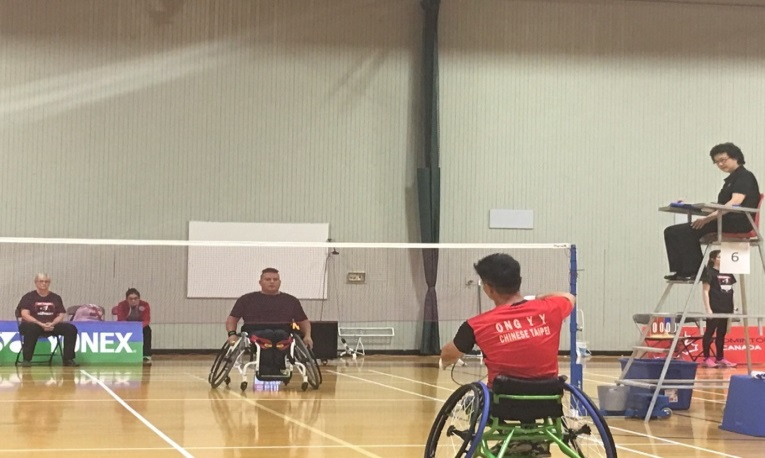 YONEX
ONG Y Y
CHINESE TAIPEI
6
CANADA